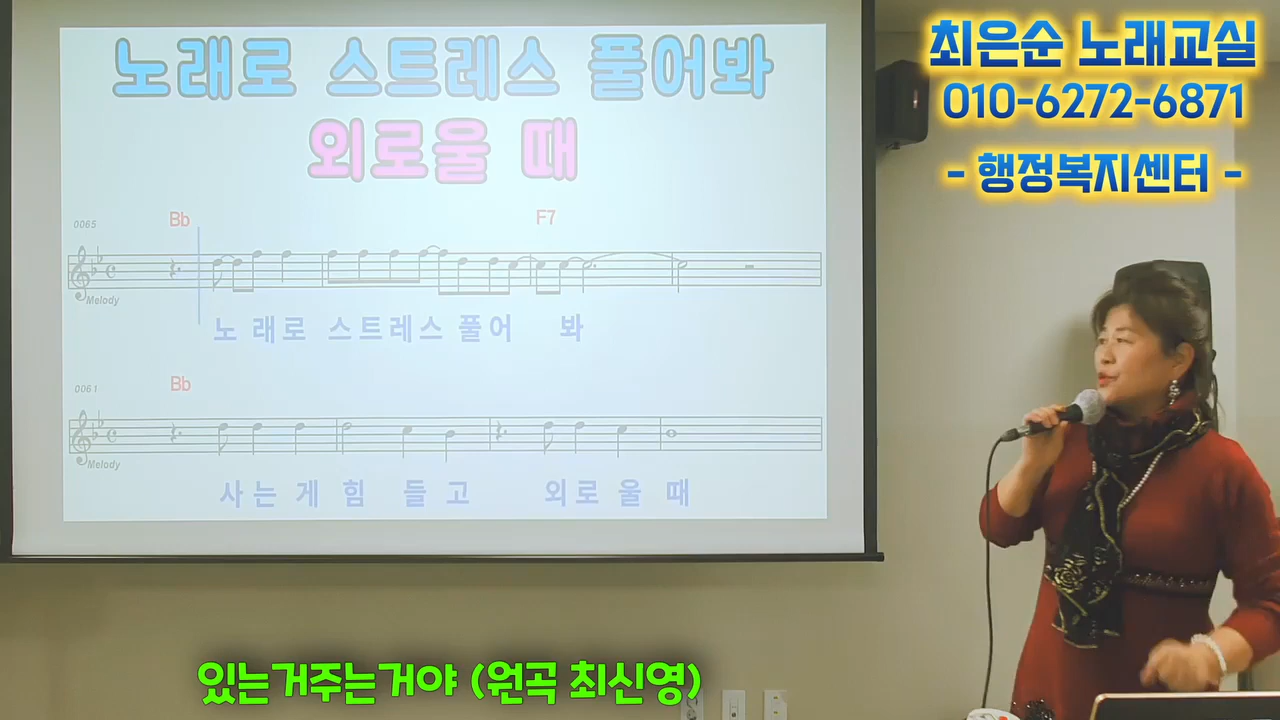 노래로 스트레스 풀어봐
외로울 때
최은순 노래교실
010-6272-6871
- 행정복지센터 -
0065
Bb
F7
Melody
노 래로 스트레스 풀어 봐
0061
Bb
Melody
사 는 게 힘 들 고 외 로 울 때
있는거주는거야 (원곡 최신영)